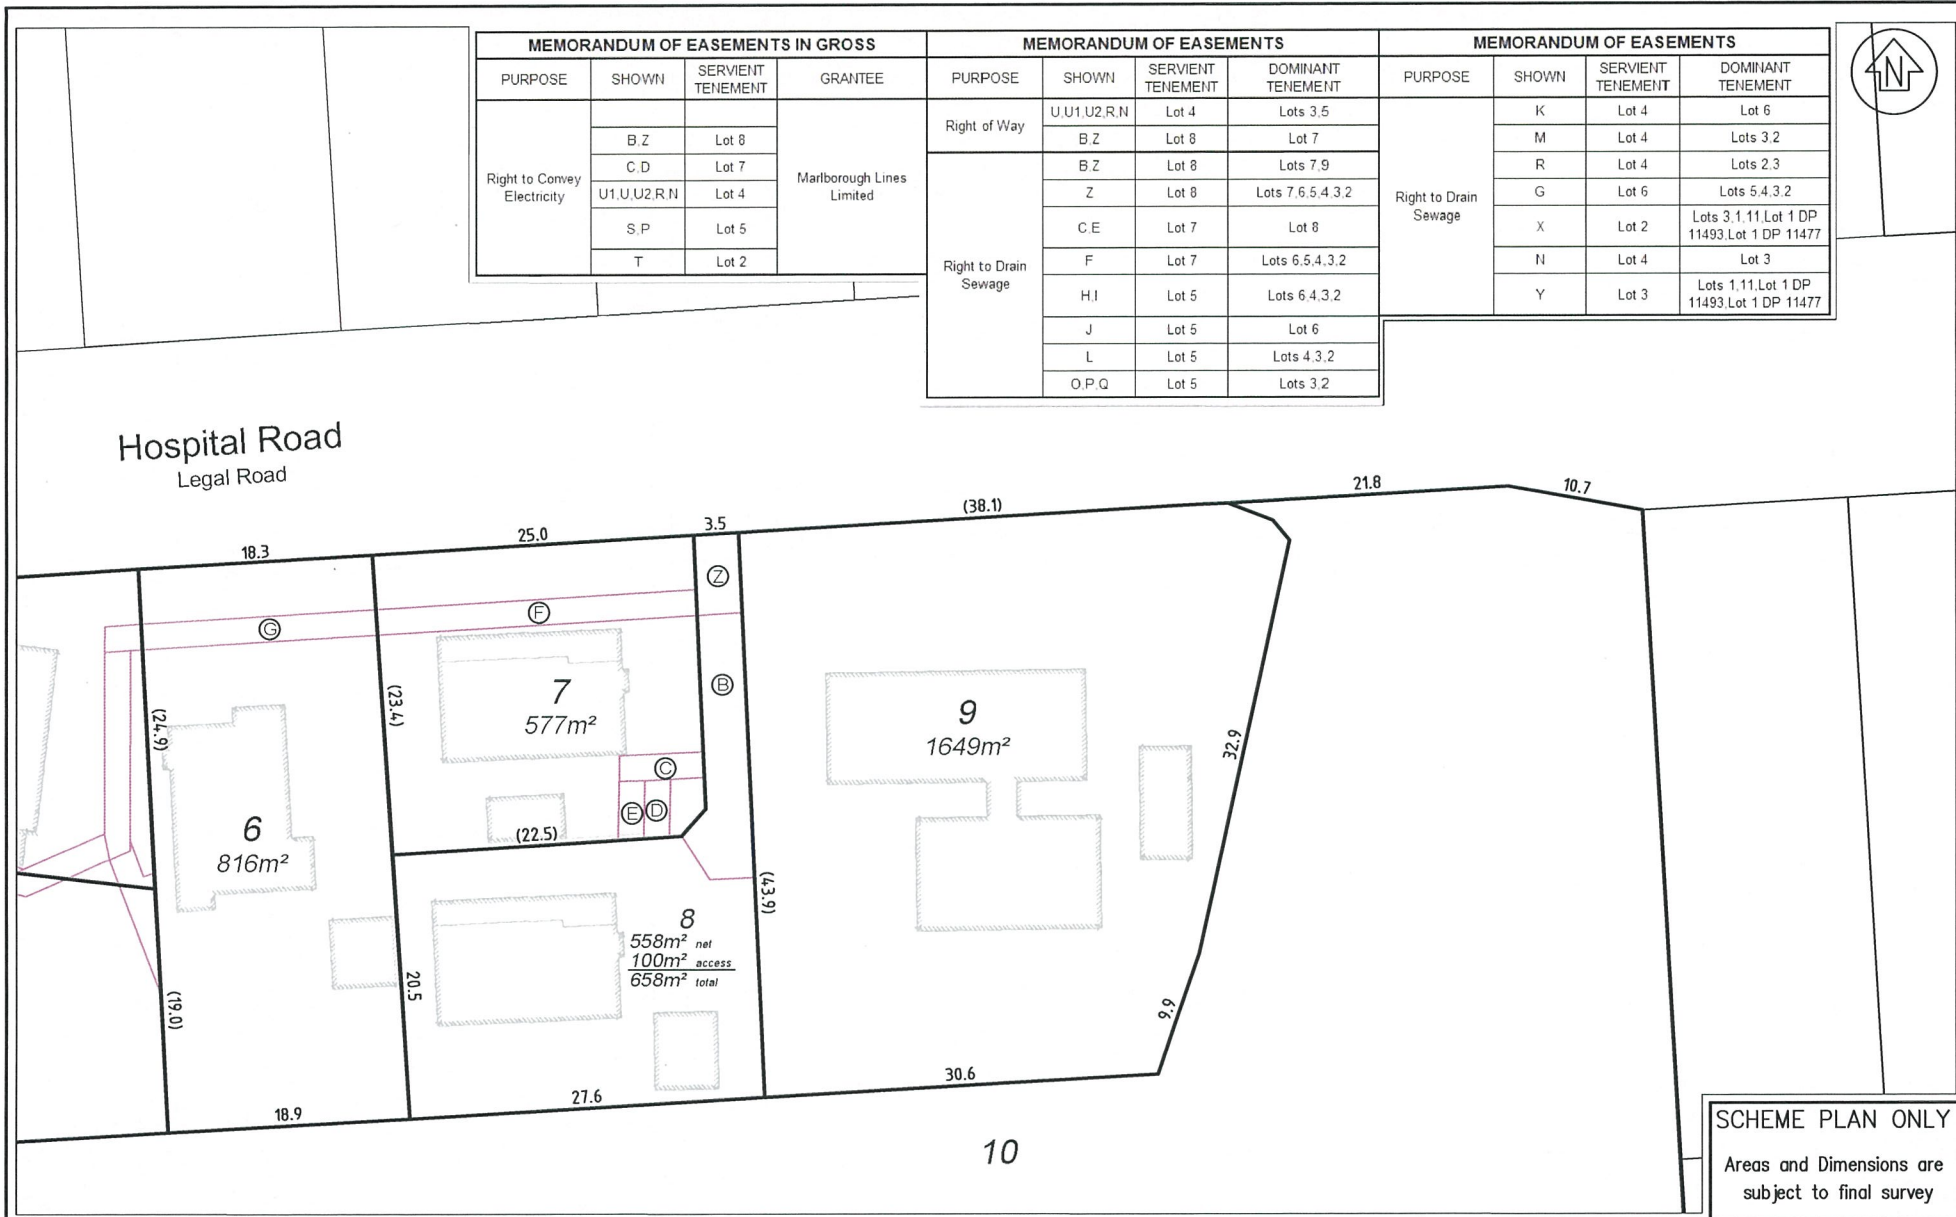 MEMORANDUM OF EASEMENTS IN GROSS
PURPOSE SHOWN SERVIENT TENEMENT GRANTEE
Right to Convey Electricity
B,Z Lot 8
C,D Lot 7
U1,U,U2,R,N Lot 4
S,P Lot 5
T Lot 2
Marlborough Lines Limited
MEMORANDUM OF EASEMENTS
PURPOSE SHOWN SERVIENT TENEMENT DOMINANT TENEMENT
Right of Way
U,U1,U2,R,N Lot 4 Lots 3,5
B,Z Lot 8 Lot 7
Right to Drain Sewage
B,Z Lot 8 Lots 7,9
Z Lot 8 Lots 7,6,5,4,3,2
C,E Lot 7 Lot 8
F Lot 7 Lots 6,5,4,3,2
H,I Lot 5 Lots 6,4,3,2
J Lot 5 Lot 6
L Lot 5 Lots 4,3,2
O,P,Q Lot 5 Lots 3,2
MEMORANDUM OF EASEMENTS
PURPOSE SHOWN SERVIENT TENEMENT DOMINANT TENEMENT
Right to Drain Sewage
K Lot 4 Lot 6
M Lot 4 Lots 3,2
R Lot 4 Lots 2,3
G Lot 6 Lots 5,4,3,2
X Lot 2 Lots 3,1,11,Lot 1 DP 11493,Lot 1 DP 11477
N Lot 4 Lot 3
Y Lot 3 Lots 1,11,Lot 1 DP 11493,Lot 1 DP 11477
N
Hospital Road
Legal Road
18.3
25.0
3.5
(38.1)
21.8
10.7
Z
F
G
B
(24.9)
(23.4)
7
577m²
9
1649m²
32.9
C
E
D
6
816m²
(22.5)
(43.9)
8
558m² net
100m² access
658m² total
20.5
(19.0)
9.9
18.9
27.6
30.6
10
SCHEME PLAN ONLY
Areas and Dimensions are
subject to final survey